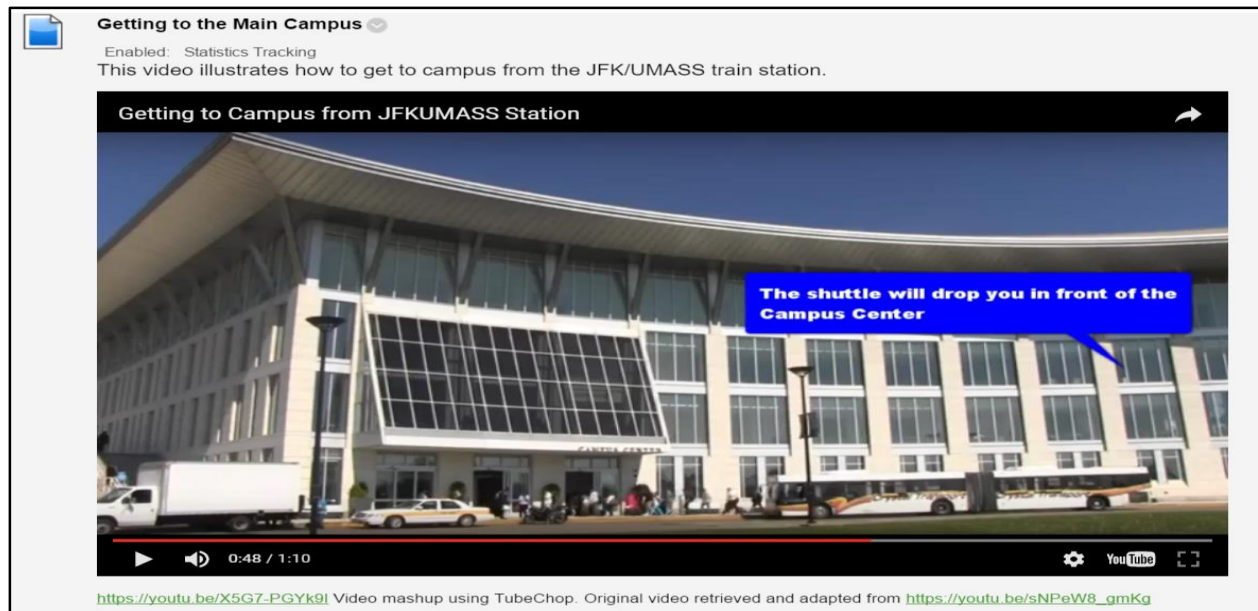 Getting to the Main Campus
Enabled: Statistics Tracking
This video illustrates how to get to campus from the JFK/UMASS train station.
Getting to Campus from JFKUMASS Station
The shuttle will drop you in front of the
Campus Center
CAMPUS CENTER
0:48 / 1:10
YouTube
https://youtu.be/X5G7-PGYk9I Video mashup using TubeChop. Original video retrieved and adapted from https://youtu.be/sNPeW8_gmKg